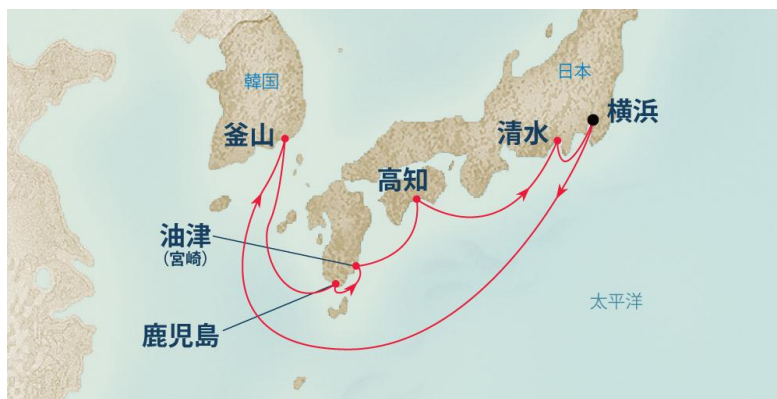 韓国
日本
釜山
清水
横浜
高知
油津
（宮崎）
鹿児島
太平洋